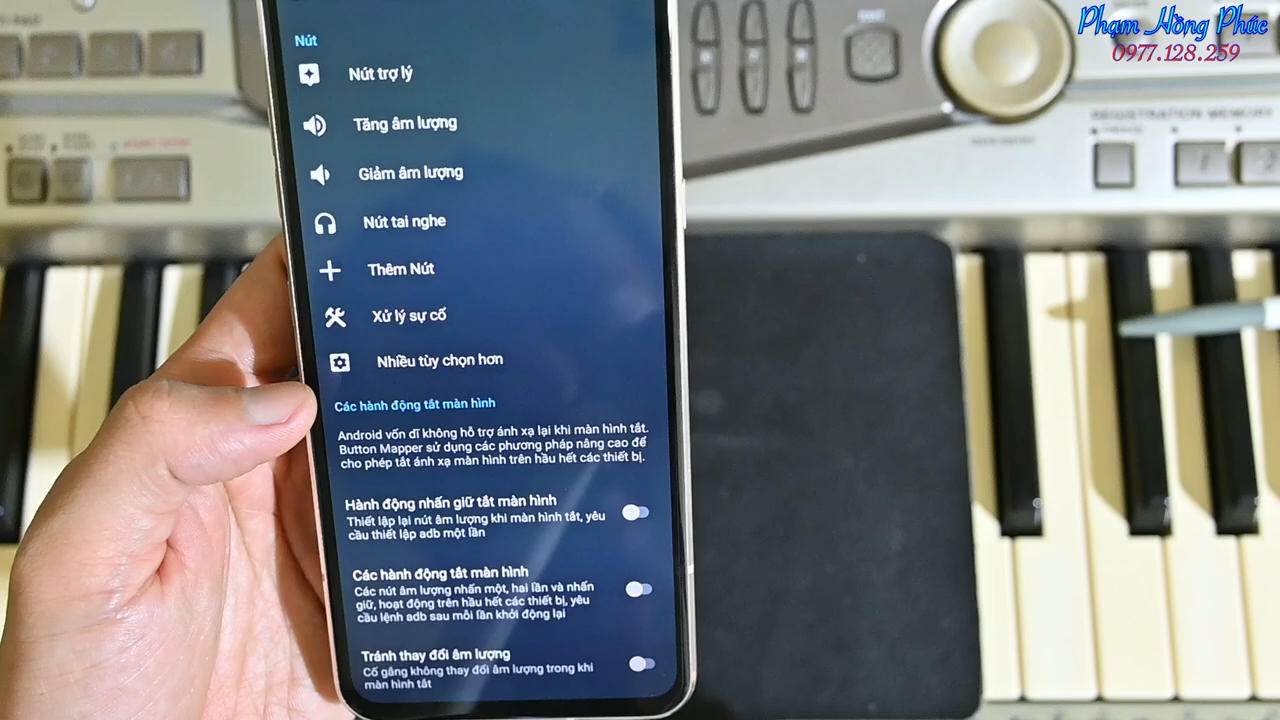 Phạm Hồng Phúc
0977.128.259
REGISTRATION MEMORY
1
2
Nút
Nút trợ lý
Tăng âm lượng
Giảm âm lượng
Nút tai nghe
Thêm Nút
Xử lý sự cố
Nhiều tùy chọn hơn
Các hành động tắt màn hình
Android vốn dĩ không hỗ trợ ánh xạ lại khi màn hình tắt.
Button Mapper sử dụng các phương pháp nâng cao để
cho phép tắt ánh xạ màn hình trên hầu hết các thiết bị.
Hành động nhấn giữ tắt màn hình
Thiết lập lại nút âm lượng khi màn hình tắt, yêu
cầu thiết lập adb một lần
Các hành động tắt màn hình
Các nút âm lượng nhấn một, hai lần và nhấn
giữ, hoạt động trên hầu hết các thiết bị, yêu
cầu lệnh adb sau mỗi lần khởi động lại
Tránh thay đổi âm lượng
Cố gắng không thay đổi âm lượng trong khi
màn hình tắt